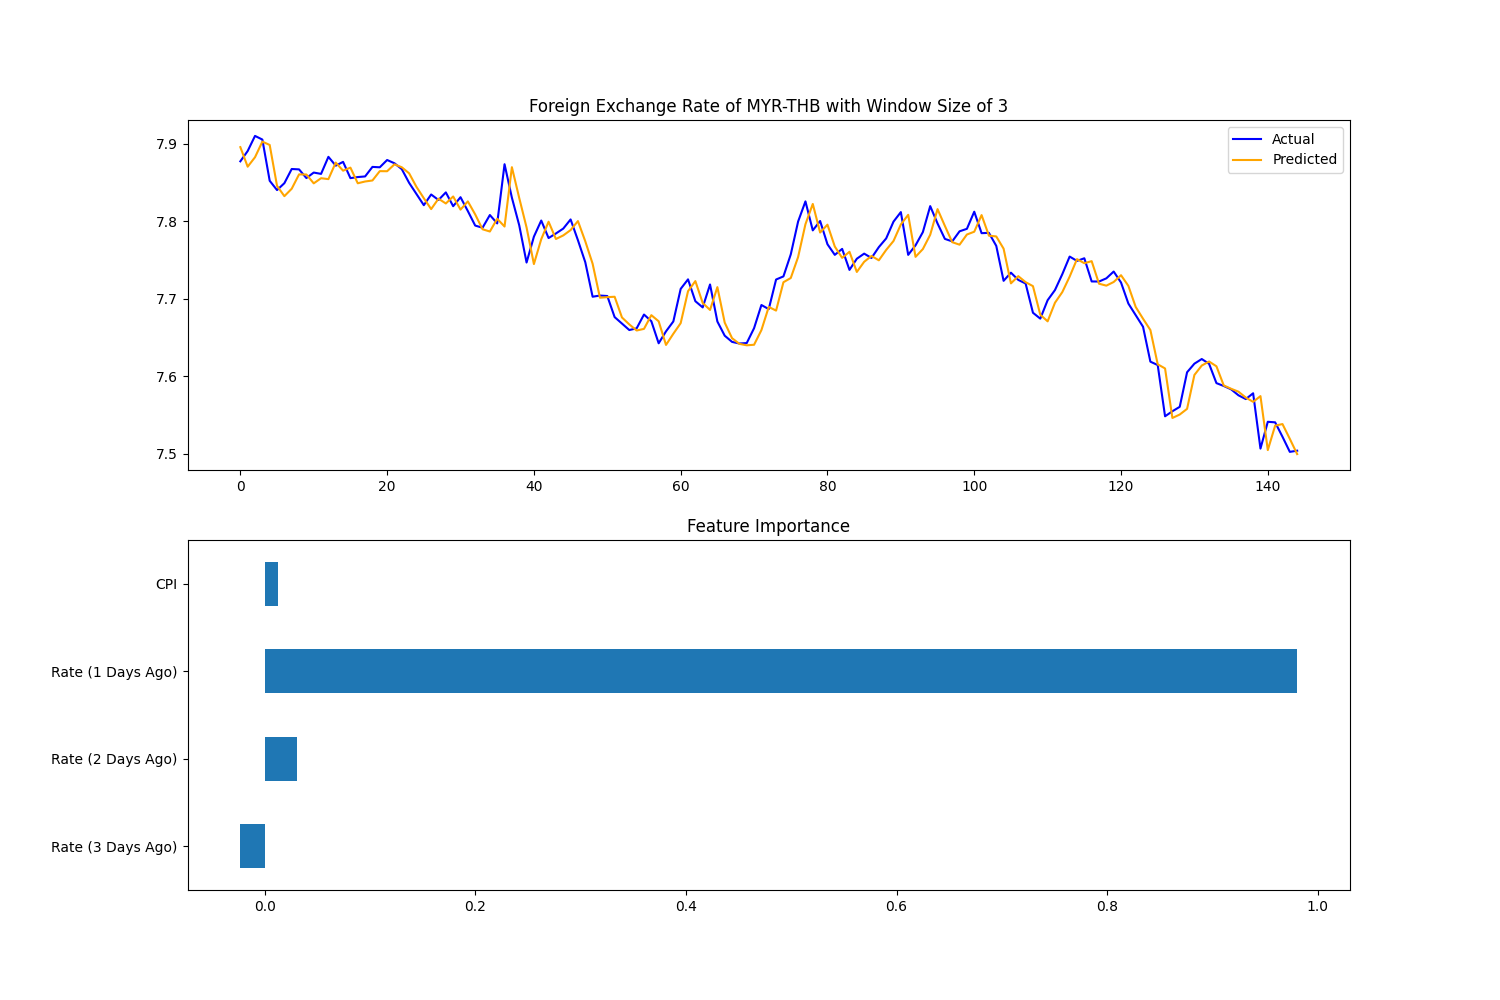 Foreign Exchange Rate of MYR-THB with Window Size of 3
Actual
Predicted
7.9
7.8
7.7
7.6
7.5
0 20 40 60 80 100 120 140
Feature Importance
CPI
Rate (1 Days Ago)
Rate (2 Days Ago)
Rate (3 Days Ago)
0.0 0.2 0.4 0.6 0.8 1.0